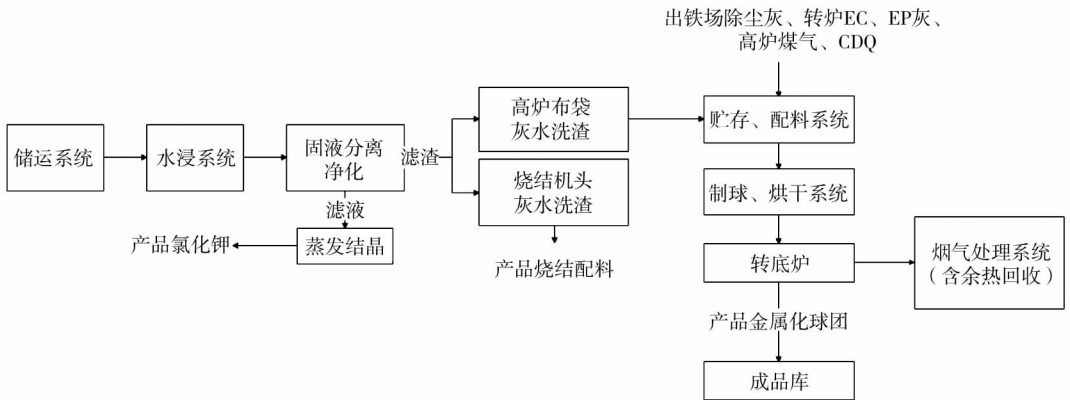 出铁场除尘灰、转炉EC、EP灰、
高炉煤气、CDQ
储运系统
水浸系统
固液分离
净化
滤渣
高炉布袋
灰水洗渣
烧结机头
灰水洗渣
贮存、配料系统
制球、烘干系统
滤液
产品氯化钾
蒸发结晶
产品烧结配料
转底炉
烟气处理系统
（含余热回收）
产品金属化球团
成品库